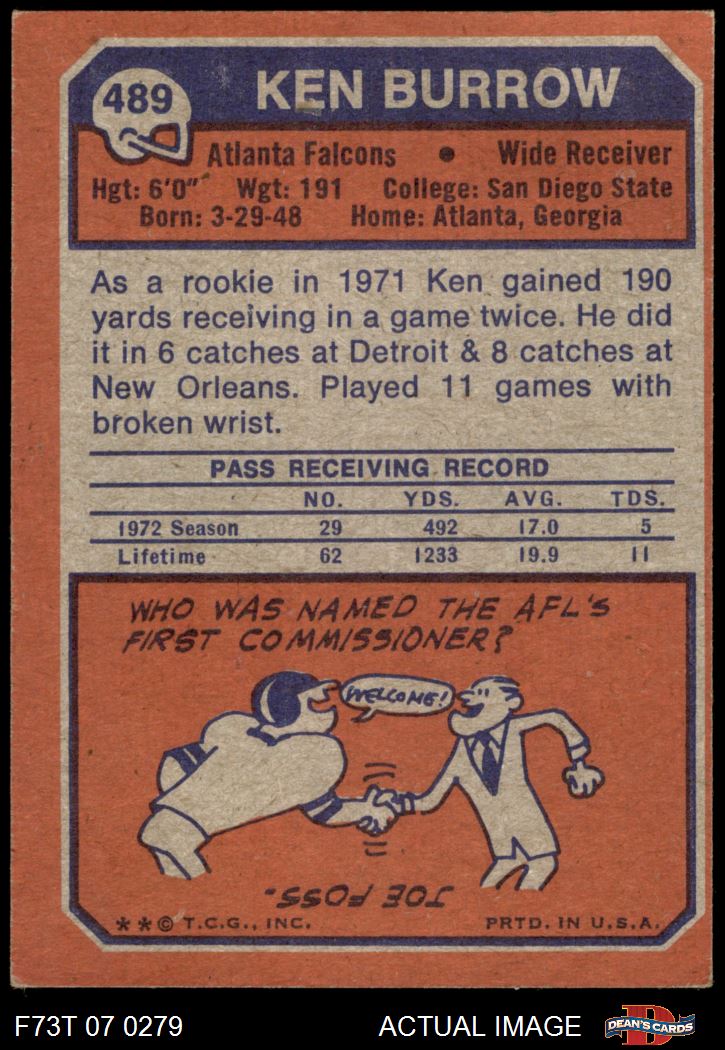 489
KEN BURROW
Atlanta Falcons • Wide Receiver
Hgt: 6'0" Wgt: 191 College: San Diego State
Born: 3-29-48 Home: Atlanta, Georgia
As a rookie in 1971 Ken gained 190
yards receiving in a game twice. He did
it in 6 catches at Detroit & 8 catches at
New Orleans. Played 11 games with
broken wrist.
PASS RECEIVING RECORD
NO. YDS. AVG. TDS.
1972 Season 29 492 17.0 5
Lifetime 62 1233 19.9 11
WHO WAS NAMED THE AFL'S
FIRST COMMISSIONER?
WELCOME!
JOE FOSS.
**© T.C.G., INC. PRTD. IN U.S.A.
F73T 07 0279 ACTUAL IMAGE
D
DEAN'S CARDS